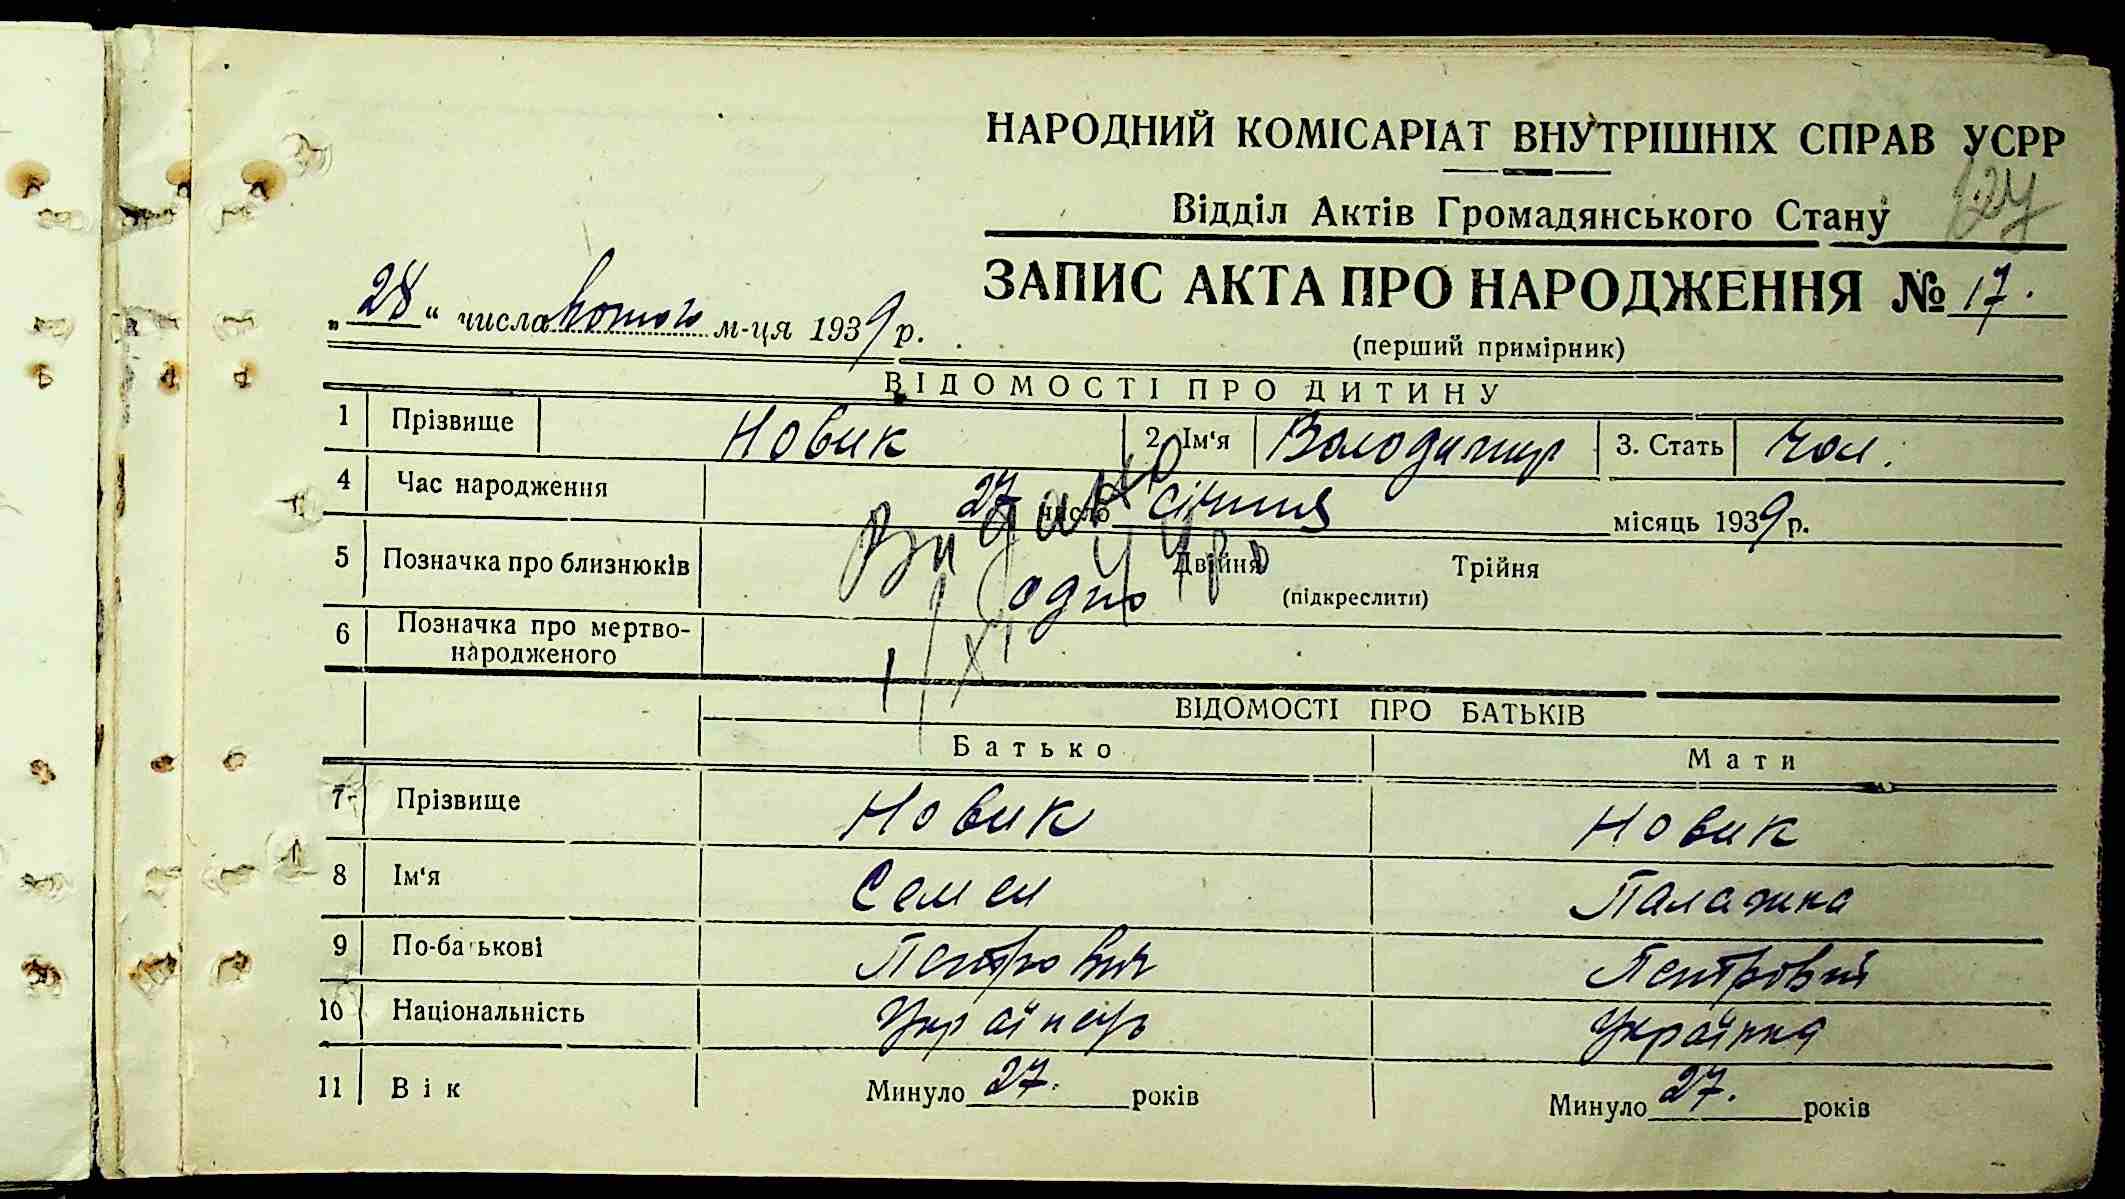 НАРОДНИЙ КОМІСАРІАТ ВНУТРІШНІХ СПРАВ УСРР
Відділ Актів Громадянського Стану
ЗАПИС АКТА ПРО НАРОДЖЕННЯ № 17.
„28“ числа лютого м-ця 1939 р.
(перший примірник)
ВІДОМОСТІ ПРО ДИТИНУ
1 Прізвище Новик 2. Ім‘я Володимир 3. Стать чол.
4 Час народження 27 число січння місяць 1939 р.
5 Позначка про близнюків одно Двійня Трійня
(підкреслити)
6 Позначка про мертво-
народженого
ВІДОМОСТІ ПРО БАТЬКІВ
Батько Мати
7 Прізвище Новик Новик
8 Ім‘я Семен Палажка
9 По-батькові Петрович Петровні
10 Національність Українець Українка
11 Вік Минуло 27. років Минуло 27. років